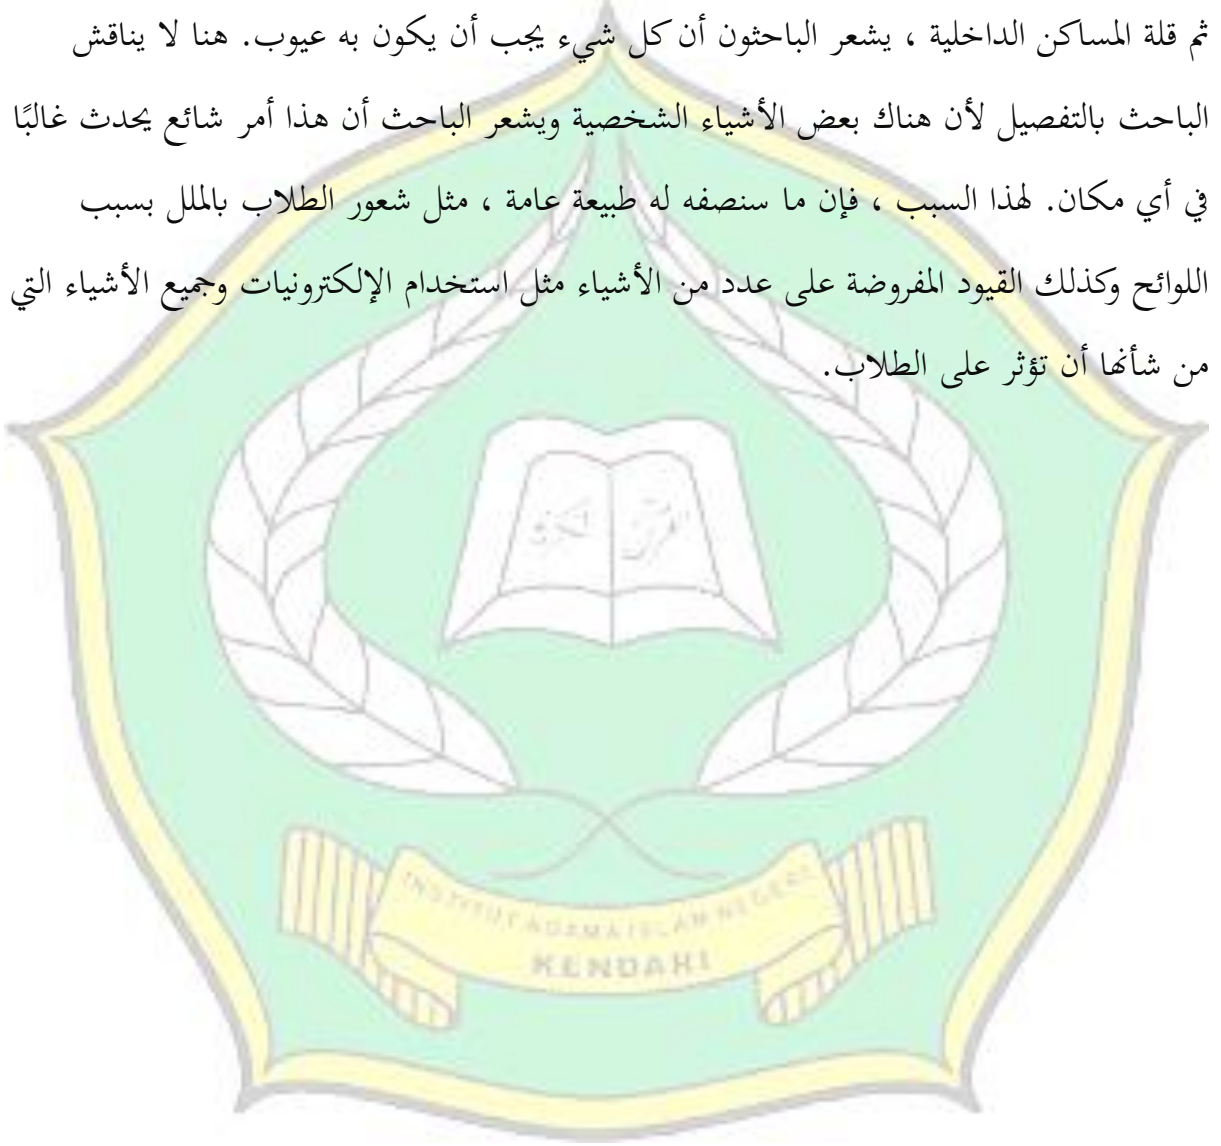 ثم قلة المساكن الداخلية ، يشعر الباحثون أن كل شيء يجب أن يكون به عيوب. هنا لا يناقش
الباحث بالتفصيل لأن هناك بعض الأشياء الشخصية ويشعر الباحث أن هذا أمر شائع يحدث غالبًا
في أي مكان. لهذا السبب ، فإن ما سنصفه له طبيعة عامة ، مثل شعور الطلاب بالملل بسبب
اللوائح وكذلك القيود المفروضة على عدد من الأشياء مثل استخدام الإلكترونيات وجميع الأشياء التي
من شأنها أن تؤثر على الطلاب.
INSTITUT AGAMA ISLAM NEGERI
KENDARI